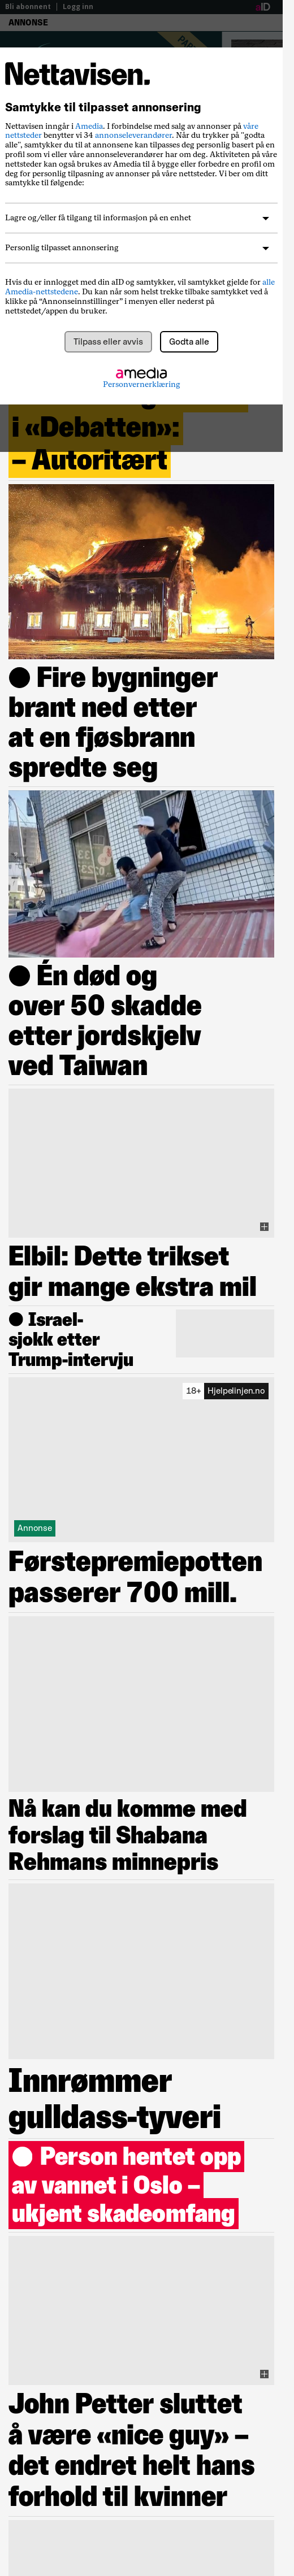 Bli abonnent | Logg inn
aID
ANNONSE
Nettavisen.
Samtykke til tilpasset annonsering
Nettavisen inngår i Amedia. I forbindelse med salg av annonser på våre
nettsteder benytter vi 34 annonseleverandører. Når du trykker på "godta
alle", samtykker du til at annonsene kan tilpasses deg personlig basert på en
profil som vi eller våre annonseleverandører har om deg. Aktiviteten på våre
nettsteder kan også brukes av Amedia til å bygge eller forbedre en profil om
deg for personlig tilpasning av annonser på våre nettsteder. Vi ber om ditt
samtykke til følgende:
Lagre og/eller få tilgang til informasjon på en enhet
Personlig tilpasset annonsering
Hvis du er innlogget med din aID og samtykker, vil samtykket gjelde for alle
Amedia-nettstedene. Du kan når som helst trekke tilbake samtykket ved å
klikke på “Annonseinnstillinger” i menyen eller nederst på
nettstedet/appen du bruker.
Tilpass eller avvis
Godta alle
amedia
Personvernerklæring
i «Debatten»:
– Autoritært
● Fire bygninger
brant ned etter
at en fjøsbrann
spredte seg
● Én død og
over 50 skadde
etter jordskjelv
ved Taiwan
Elbil: Dette trikset
gir mange ekstra mil
● Israel-
sjokk etter
Trump-intervju
18+ Hjelpelinjen.no
Annonse
Førstepremiepotten
passerer 700 mill.
Nå kan du komme med
forslag til Shabana
Rehmans minnepris
Innrømmer
gulldass-tyveri
● Person hentet opp
av vannet i Oslo –
ukjent skadeomfang
John Petter sluttet
å være «nice guy» –
det endret helt hans
forhold til kvinner